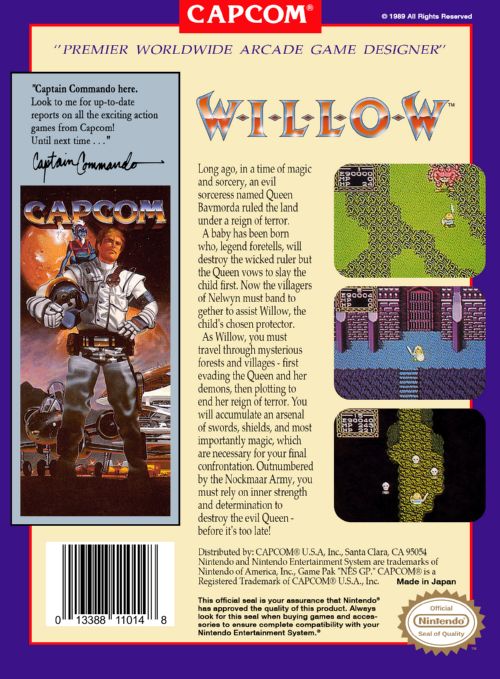 CAPCOM®
© 1989 All Rights Reserved
"PREMIER WORLDWIDE ARCADE GAME DESIGNER"
"Captain Commando here.
Look to me for up-to-date
reports on all the exciting action
games from Capcom!
Until next time . . ."
Captain Commando
CAPCOM
WILLOW™
Long ago, in a time of magic
and sorcery, an evil
sorceress named Queen
Bavmorda ruled the land
under a reign of terror.
A baby has been born
who, legend foretells, will
destroy the wicked ruler but
the Queen vows to slay the
child first. Now the villagers
of Nelwyn must band to
gether to assist Willow, the
child's chosen protector.
As Willow, you must
travel through mysterious
forests and villages - first
evading the Queen and her
demons, then plotting to
end her reign of terror. You
will accumulate an arsenal
of swords, shields, and most
importantly magic, which
are necessary for your final
confrontation. Outnumbered
by the Nockmaar Army, you
must rely on inner strength
and determination to
destroy the evil Queen -
before it's too late!
Distributed by: CAPCOM® U.S.A, Inc., Santa Clara, CA 95054
Nintendo and Nintendo Entertainment System are trademarks of
Nintendo of America, Inc., Game Pak "NES GP." CAPCOM® is a
Registered Trademark of CAPCOM® U.S.A., Inc.
Made in Japan
This official seal is your assurance that Nintendo®
has approved the quality of this product. Always
look for this seal when buying games and acces-
sories to ensure complete compatibility with your
Nintendo Entertainment System.®
0 13388 11014 8
Official
Nintendo
Seal of Quality